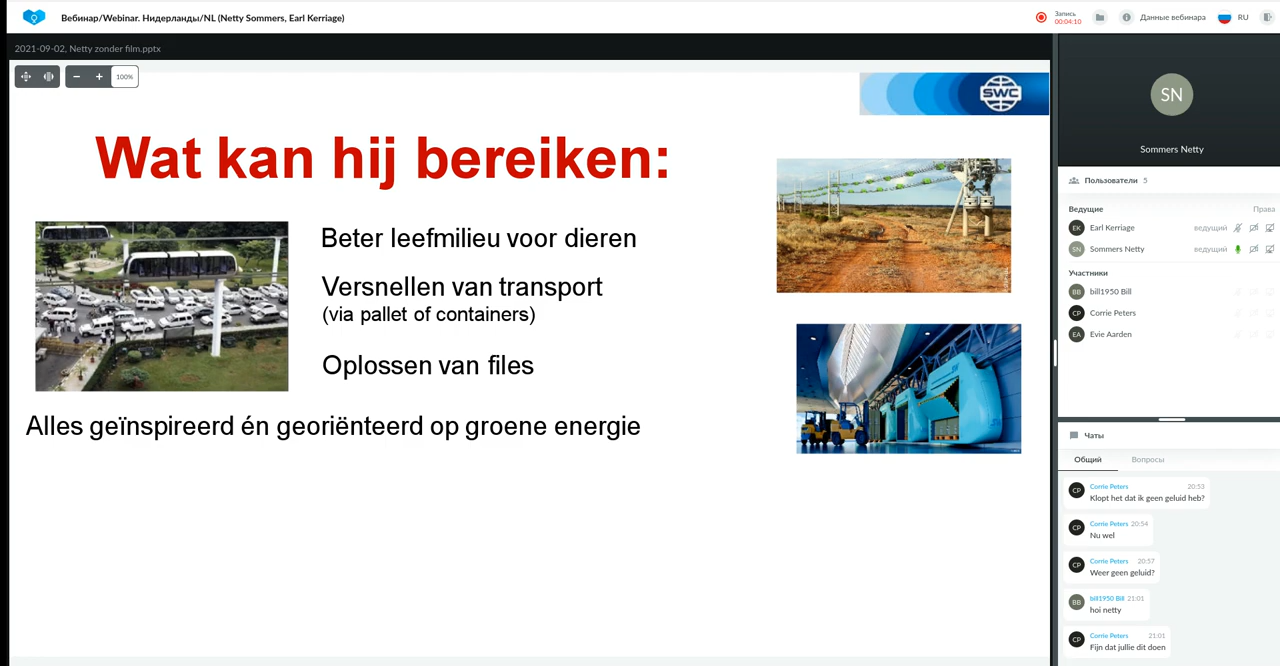 Вебинар/Webinar. Нидерланды/NL (Netty Sommers, Earl Kerriage)
Запись
00:04:10
Данные вебинара
RU
2021-09-02, Netty zonder film.pptx
100%
SWC
Wat kan hij bereiken:
Beter leefmilieu voor dieren
Versnellen van transport
(via pallet of containers)
Oplossen van files
Alles geïnspireerd én georiënteerd op groene energie
SN
Sommers Netty
Пользователи 5
Ведущие Права
EK Earl Kerriage ведущий
SN Sommers Netty ведущий
Участники
BB bill1950 Bill
CP Corrie Peters
EA Evie Aarden
Чаты
Общий Вопросы
CP Corrie Peters 20:53
Klopt het dat ik geen geluid heb?
CP Corrie Peters 20:54
Nu wel
CP Corrie Peters 20:57
Weer geen geluid?
BB bill1950 Bill 21:01
hoi netty
CP Corrie Peters 21:01
Fijn dat jullie dit doen